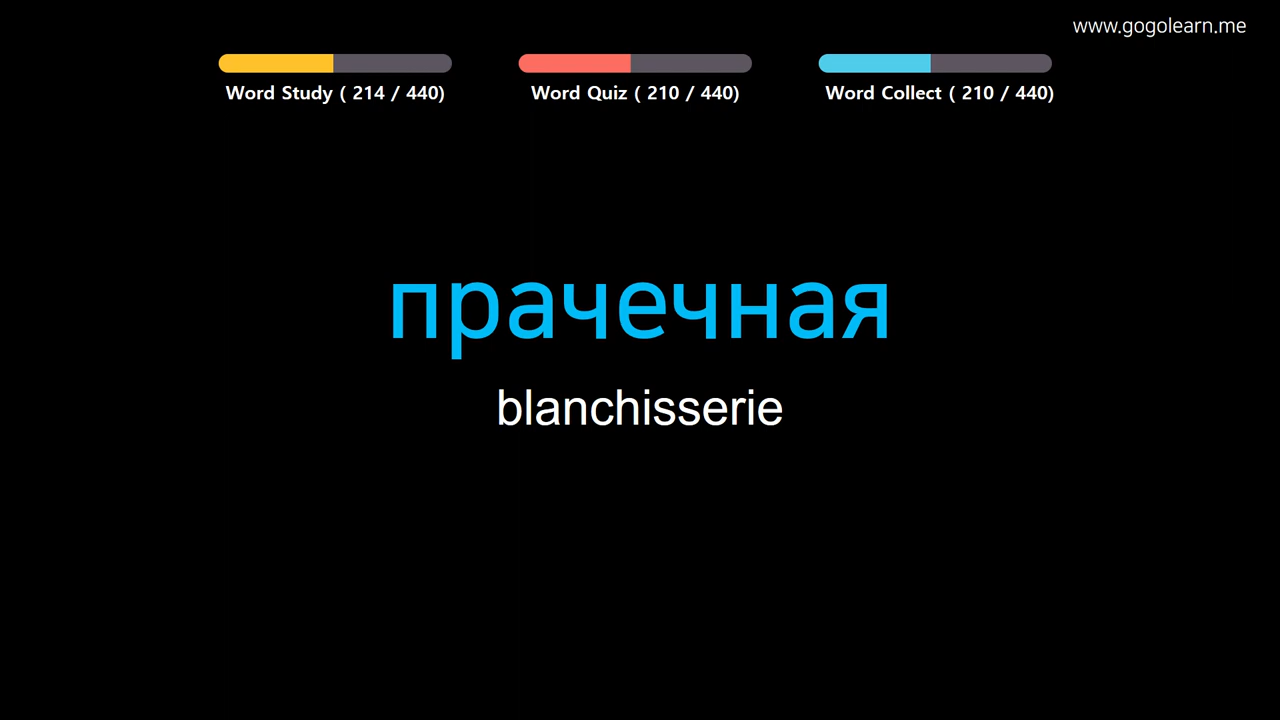 www.gogolearn.me
Word Study ( 214 / 440)
Word Quiz ( 210 / 440)
Word Collect ( 210 / 440)
прачечная
blanchisserie